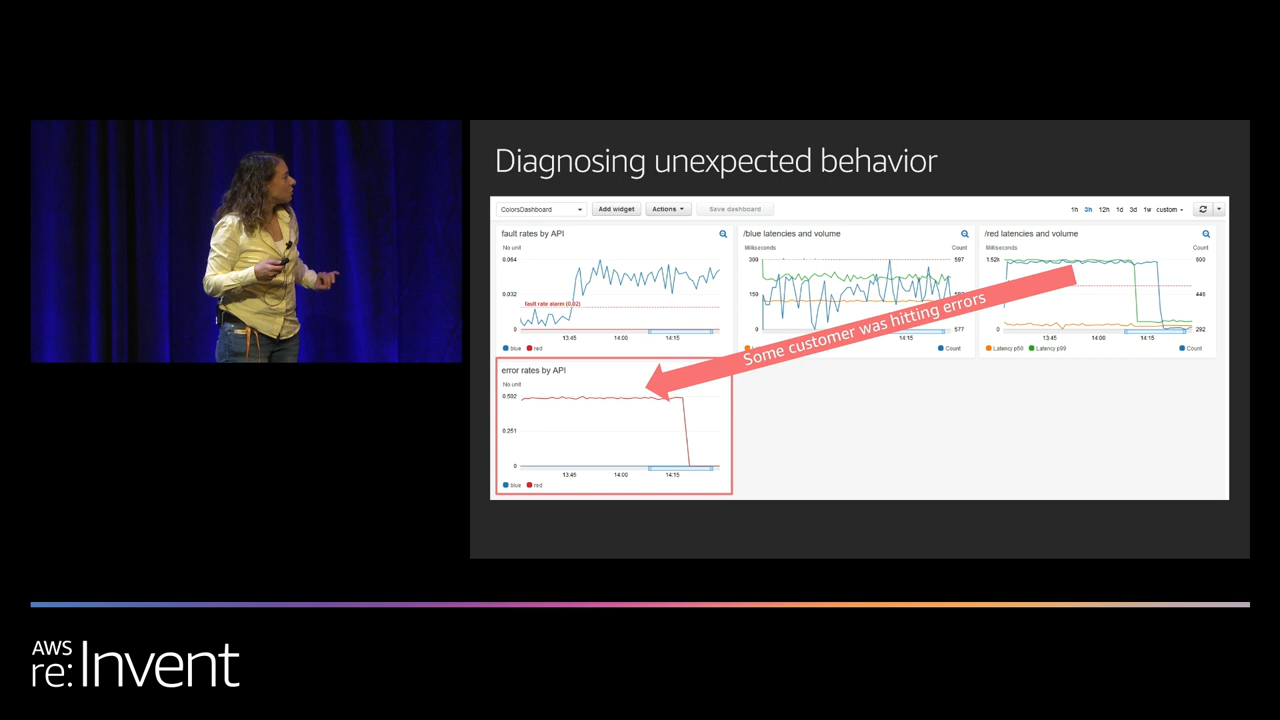 Diagnosing unexpected behavior
ColorsDashboard
Add widget
Actions
Save dashboard
1h 3h 12h 1d 3d 1w custom
fault rates by API
No unit
0.064
0.032
0
fault rate alarm (0.02)
13:45 14:00 14:15
blue red
/blue latencies and volume
Milliseconds Count
300 597
150
0 577
14:15
Count
/red latencies and volume
Milliseconds Count
1.52k 600
446
0 292
13:45 14:00 14:15
Latency p50 Latency p99 Count
Some customer was hitting errors
error rates by API
No unit
0.502
0.251
0
13:45 14:00 14:15
blue red
AWS
re:Invent